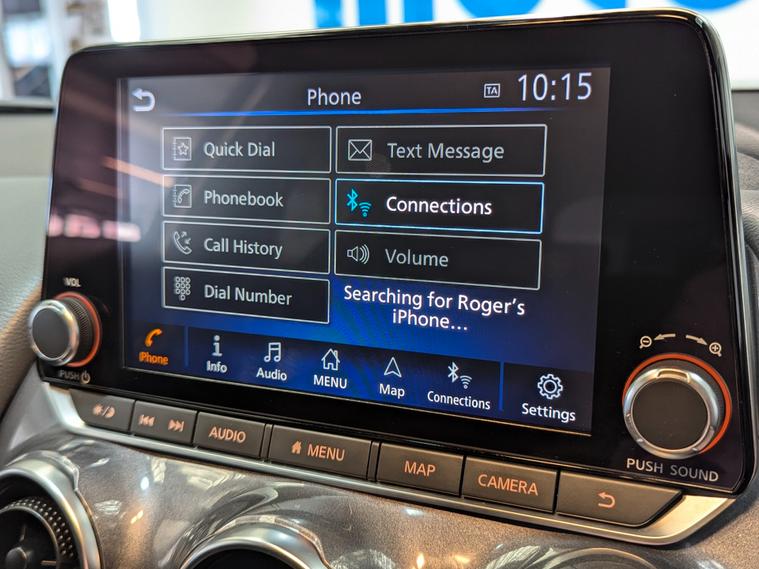 Phone
TA
10:15
Quick Dial
Text Message
Phonebook
Connections
Call History
Volume
Dial Number
Searching for Roger's
iPhone...
VOL
PUSH
iPhone
Info
Audio
MENU
Map
Connections
Settings
AUDIO
MENU
MAP
CAMERA
PUSH SOUND